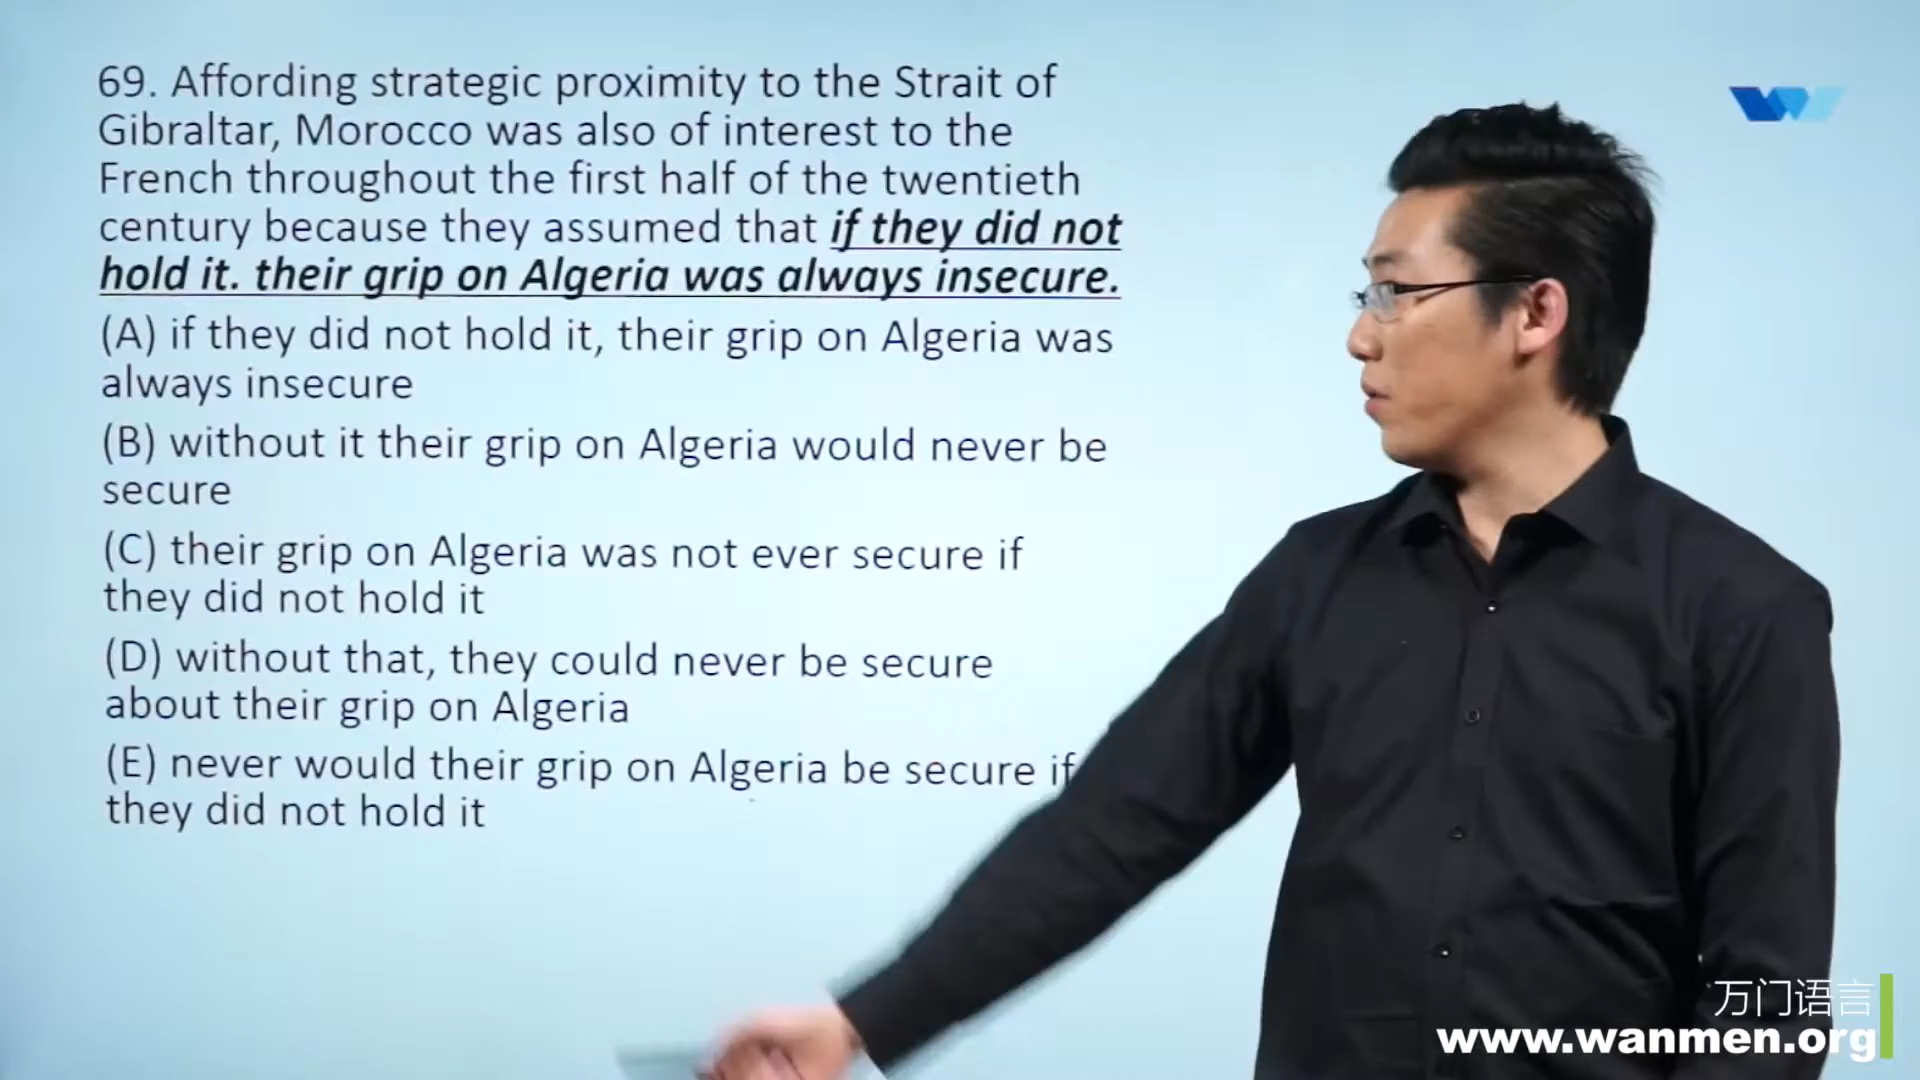 69. Affording strategic proximity to the Strait of
Gibraltar, Morocco was also of interest to the
French throughout the first half of the twentieth
century because they assumed that if they did not
hold it. their grip on Algeria was always insecure.
(A) if they did not hold it, their grip on Algeria was
always insecure
(B) without it their grip on Algeria would never be
secure
(C) their grip on Algeria was not ever secure if
they did not hold it
(D) without that, they could never be secure
about their grip on Algeria
(E) never would their grip on Algeria be secure if
they did not hold it
万门语言
www.wanmen.org